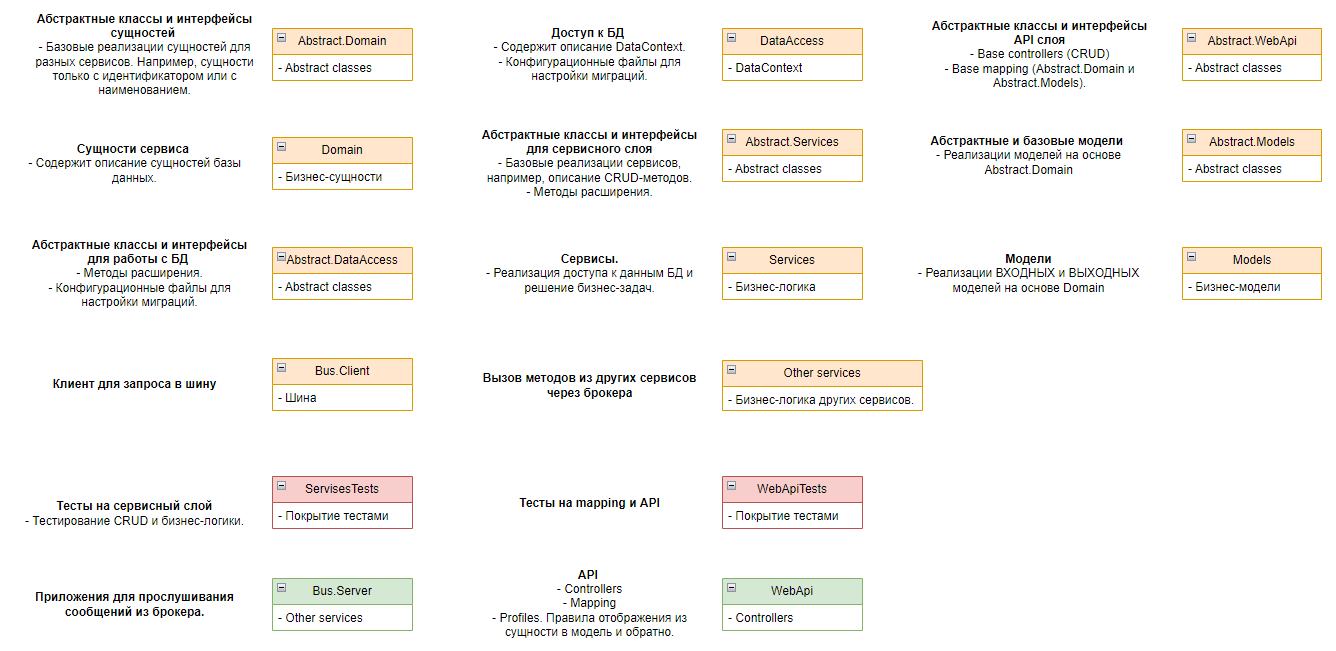 Абстрактные классы и интерфейсы
сущностей
- Базовые реализации сущностей для
разных сервисов. Например, сущности
только с идентификатором или с
наименованием.
Abstract.Domain
- Abstract classes
Доступ к БД
- Содержит описание DataContext.
- Конфигурационные файлы для
настройки миграций.
DataAccess
- DataContext
Абстрактные классы и интерфейсы
API слоя
- Base controllers (CRUD)
- Base mapping (Abstract.Domain и
Abstract.Models).
Abstract.WebApi
- Abstract classes
Сущности сервиса
- Содержит описание сущностей базы
данных.
Domain
- Бизнес-сущности
Абстрактные классы и интерфейсы
для сервисного слоя
- Базовые реализации сервисов,
например, описание CRUD-методов.
- Методы расширения.
Abstract.Services
- Abstract classes
Абстрактные и базовые модели
- Реализации моделей на основе
Abstract.Domain
Abstract.Models
- Abstract classes
Абстрактные классы и интерфейсы
для работы с БД
- Методы расширения.
- Конфигурационные файлы для
настройки миграций.
Abstract.DataAccess
- Abstract classes
Сервисы.
- Реализация доступа к данным БД и
решение бизнес-задач.
Services
- Бизнес-логика
Модели
- Реализации ВХОДНЫХ и ВЫХОДНЫХ
моделей на основе Domain
Models
- Бизнес-модели
Клиент для запроса в шину
Bus.Client
- Шина
Вызов методов из других сервисов
через брокера
Other services
- Бизнес-логика других сервисов.
Тесты на сервисный слой
- Тестирование CRUD и бизнес-логики.
ServisesTests
- Покрытие тестами
Тесты на mapping и API
WebApiTests
- Покрытие тестами
Приложения для прослушивания
сообщений из брокера.
Bus.Server
- Other services
API
- Controllers
- Mapping
- Profiles. Правила отображения из
сущности в модель и обратно.
WebApi
- Controllers